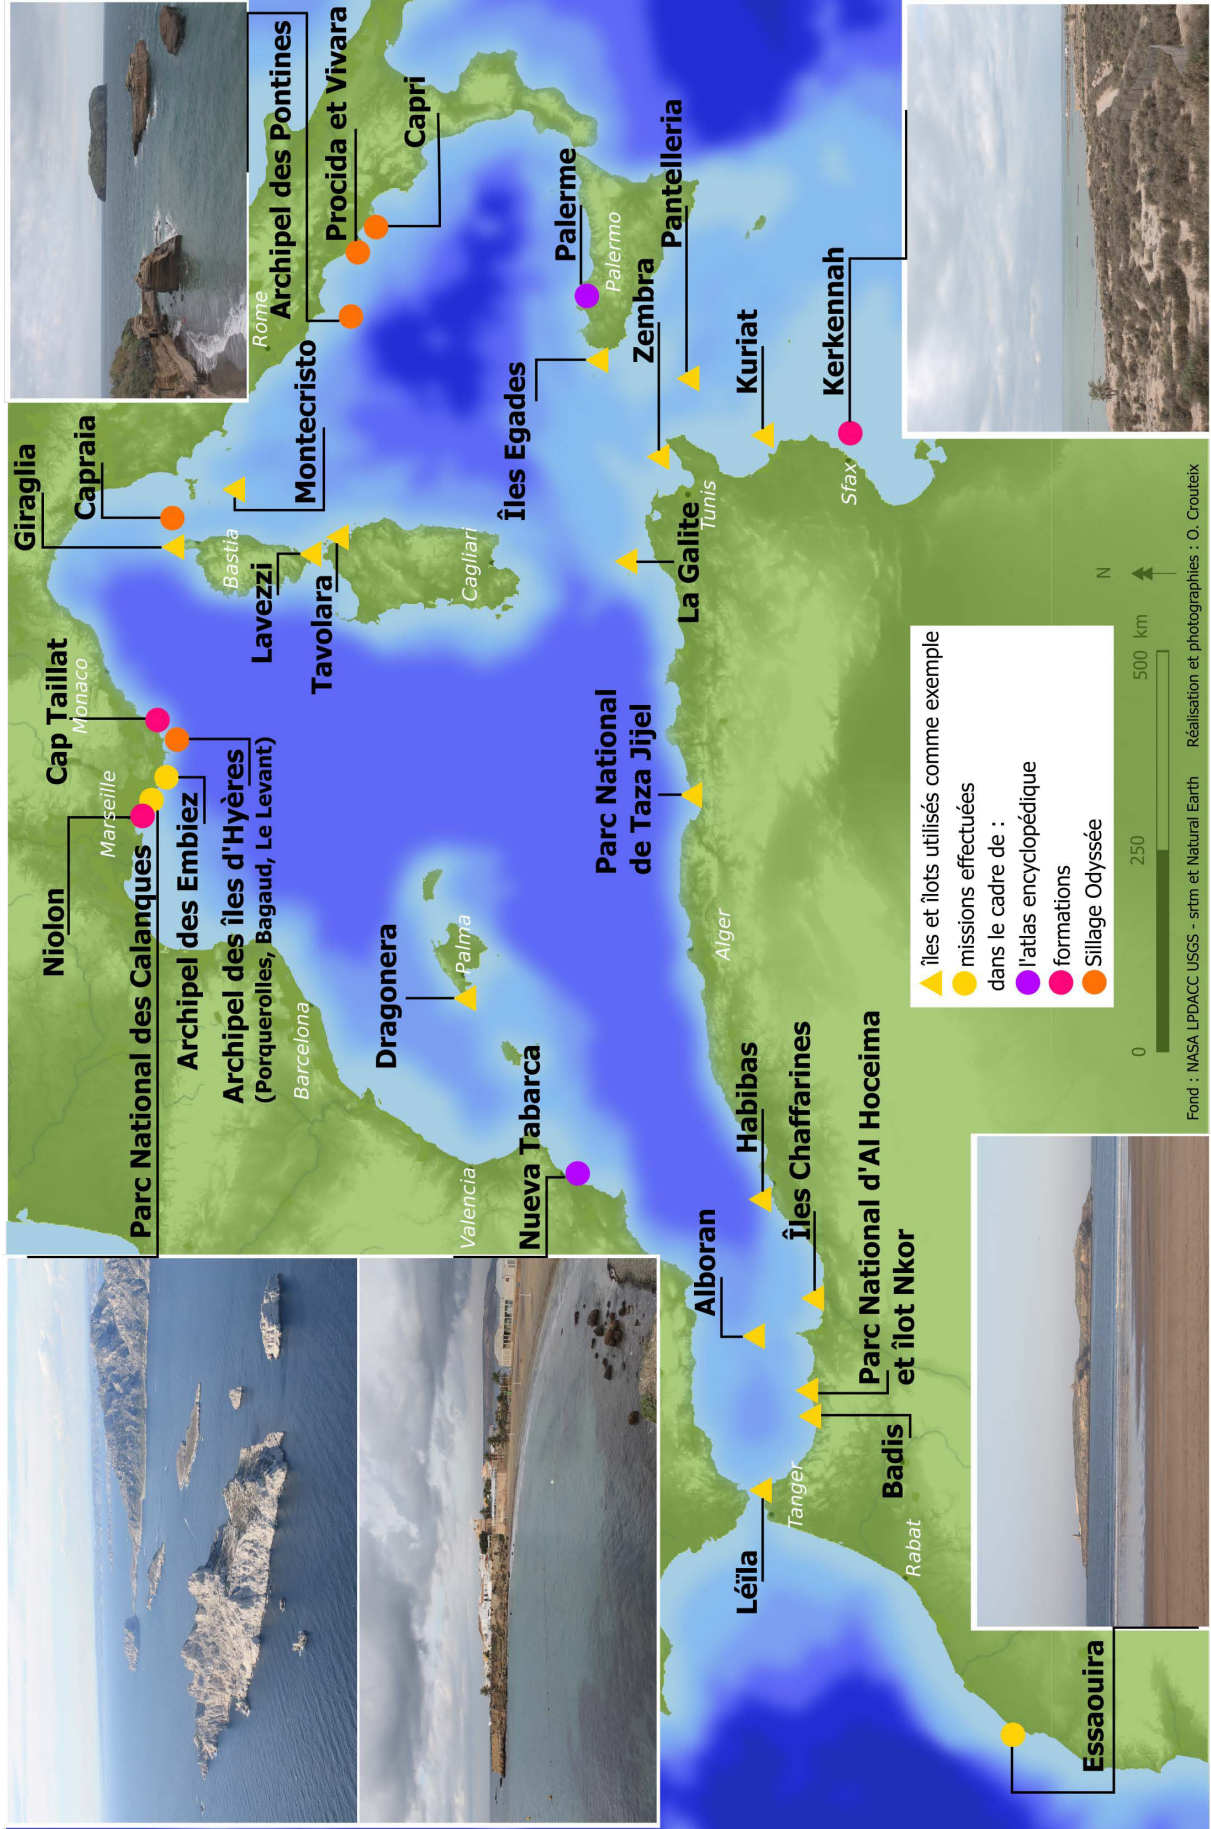 Niolon
Cap Taillat
Giraglia
Capraia
Archipel des Pontines
Procida et Vivara
Capri
Marseille
Monaco
Parc National des Calanques
Archipel des Embiez
Archipel des îles d'Hyères
(Porquerolles, Bagaud, Le Levant)
Bastia
Lavezzi
Tavolara
Montecristo
Rome
Barcelona
Dragonera
Palma
Cagliari
Îles Egades
Palerme
Palermo
Valencia
Nueva Tabarca
Parc National
de Taza Jijel
La Galite
Tunis
Zembra
Pantelleria
Alger
Alboran
Habibas
Îles Chaffarines
Kuriat
Léïla
Tanger
Parc National d'Al Hoceima
et îlot Nkor
Badis
Sfax
Kerkennah
Rabat
Essaouira
îles et îlots utilisés comme exemple
missions effectuées
dans le cadre de :
l'atlas encyclopédique
formations
Sillage Odyssée
N
0
250
500 km
Fond : NASA LPDACC USGS - srtm et Natural Earth
Réalisation et photographies : O. Crouteix